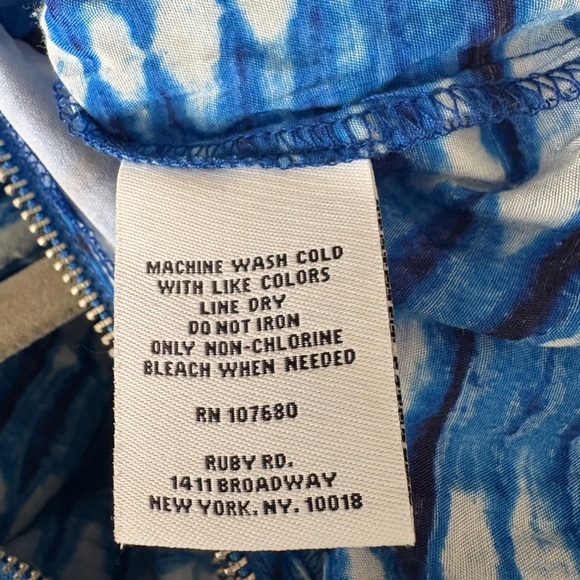 MACHINE WASH COLD
WITH LIKE COLORS
LINE DRY
DO NOT IRON
ONLY NON-CHLORINE
BLEACH WHEN NEEDED
RN 107680
RUBY RD.
1411 BROADWAY
NEW YORK, NY. 10018